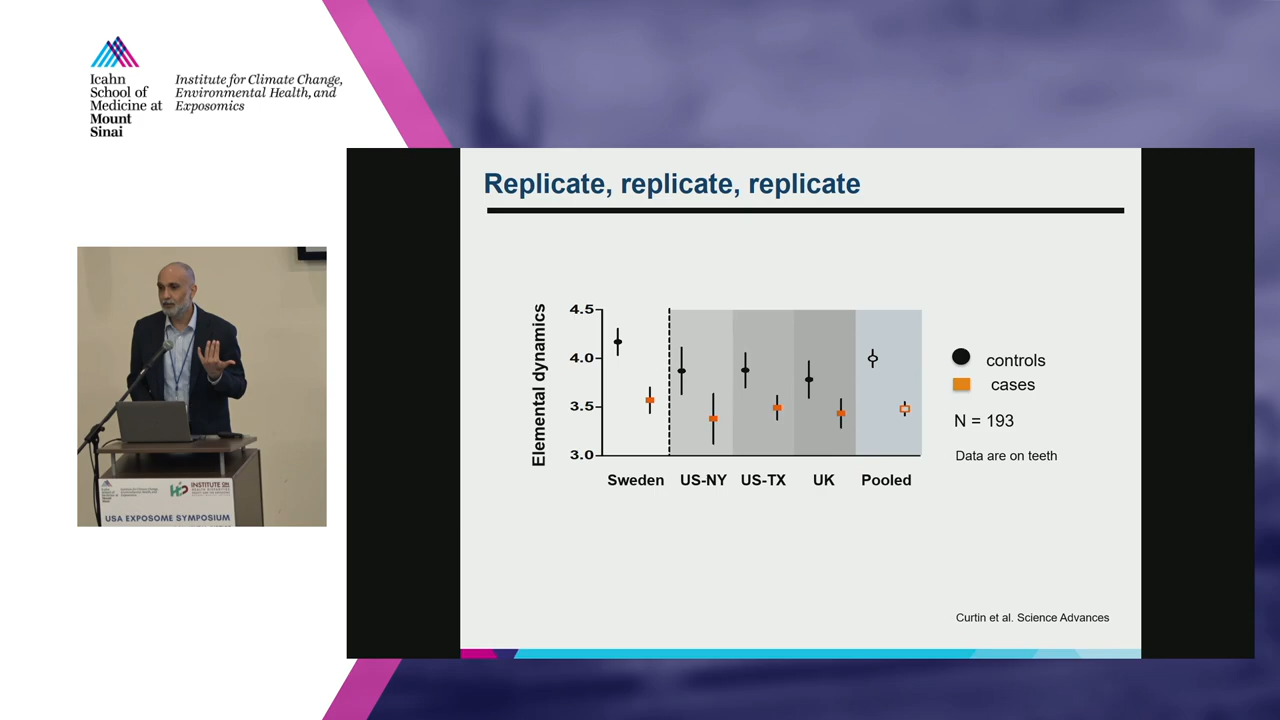 Icahn
School of
Medicine at
Mount
Sinai
Institute for Climate Change,
Environmental Health, and
Exposomics
Replicate, replicate, replicate
Elemental dynamics
4.5
4.0
3.5
3.0
Sweden US-NY US-TX UK Pooled
controls
cases
N = 193
Data are on teeth
Curtin et al. Science Advances
INSTITUTE ON
USA EXPOSOME SYMPOSIUM